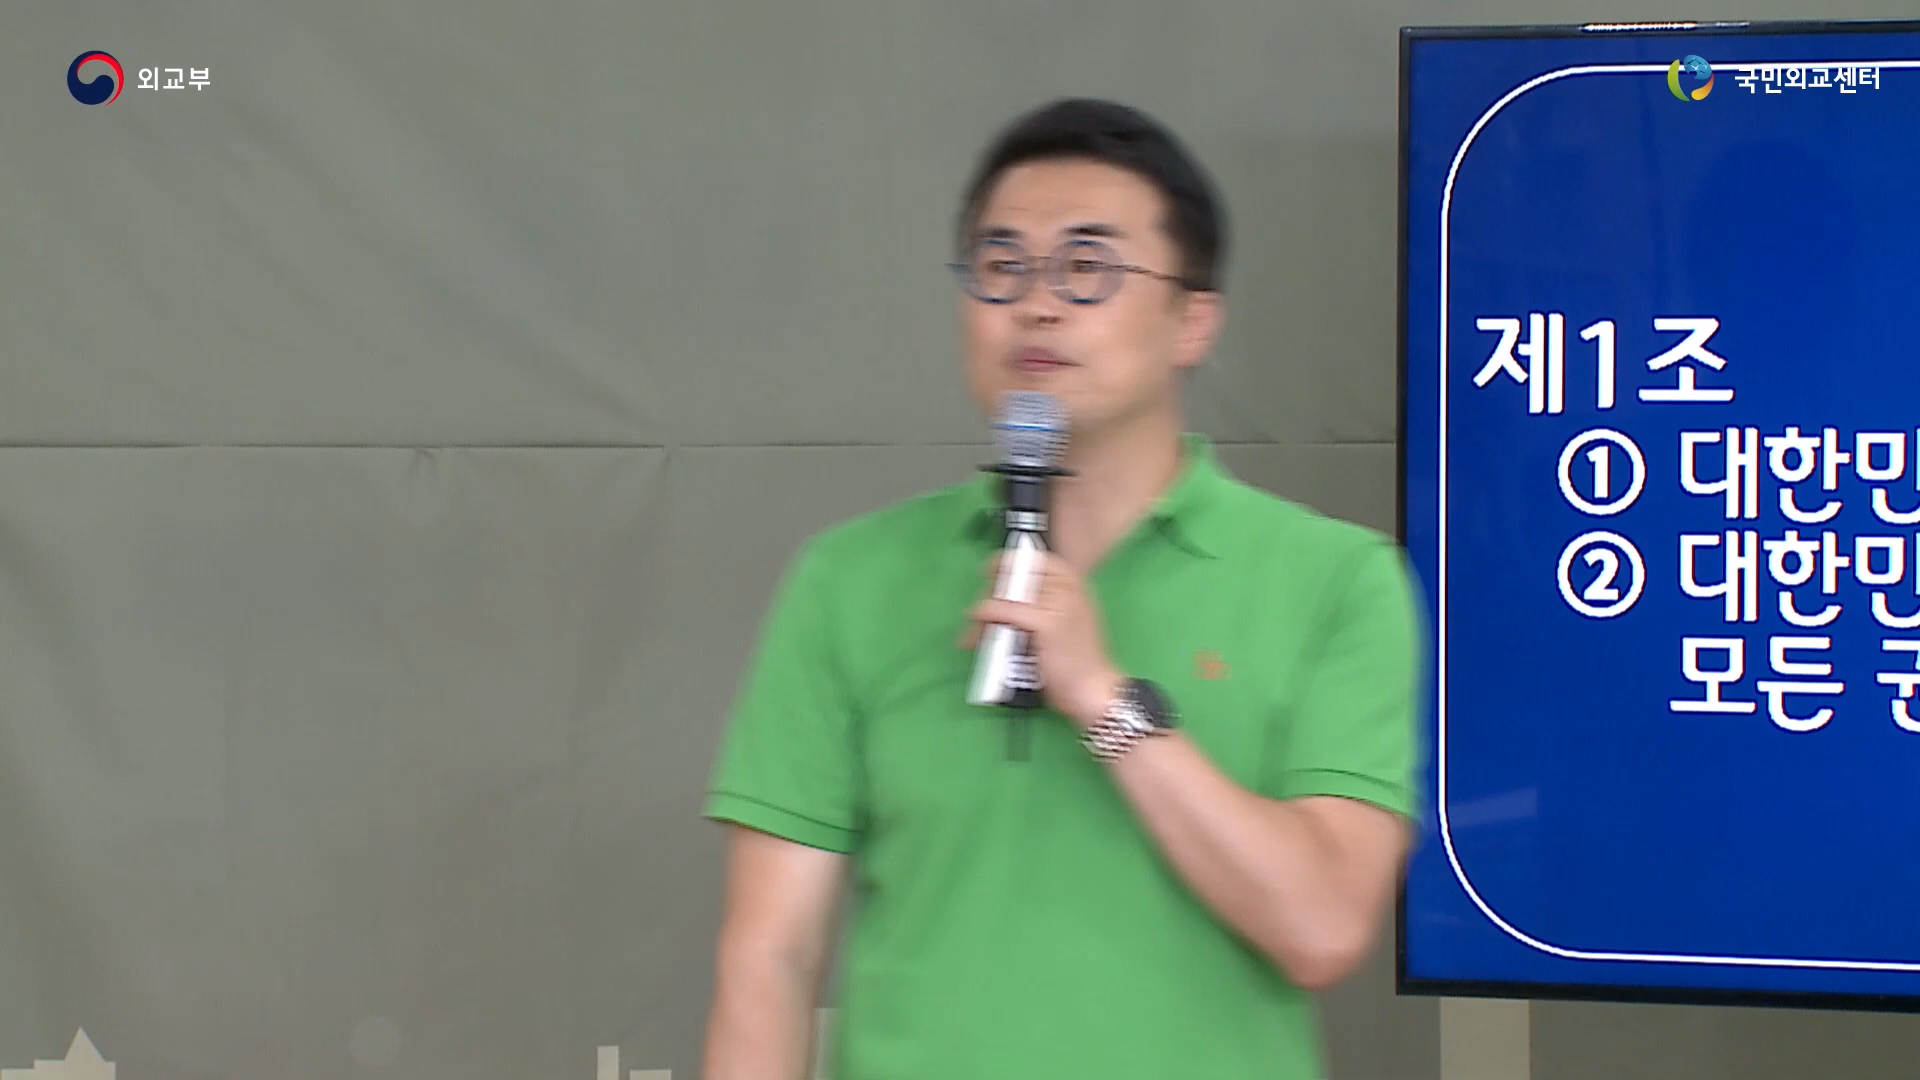 외교부
국민외교센터
제1조
① 대한민
② 대한민
모든